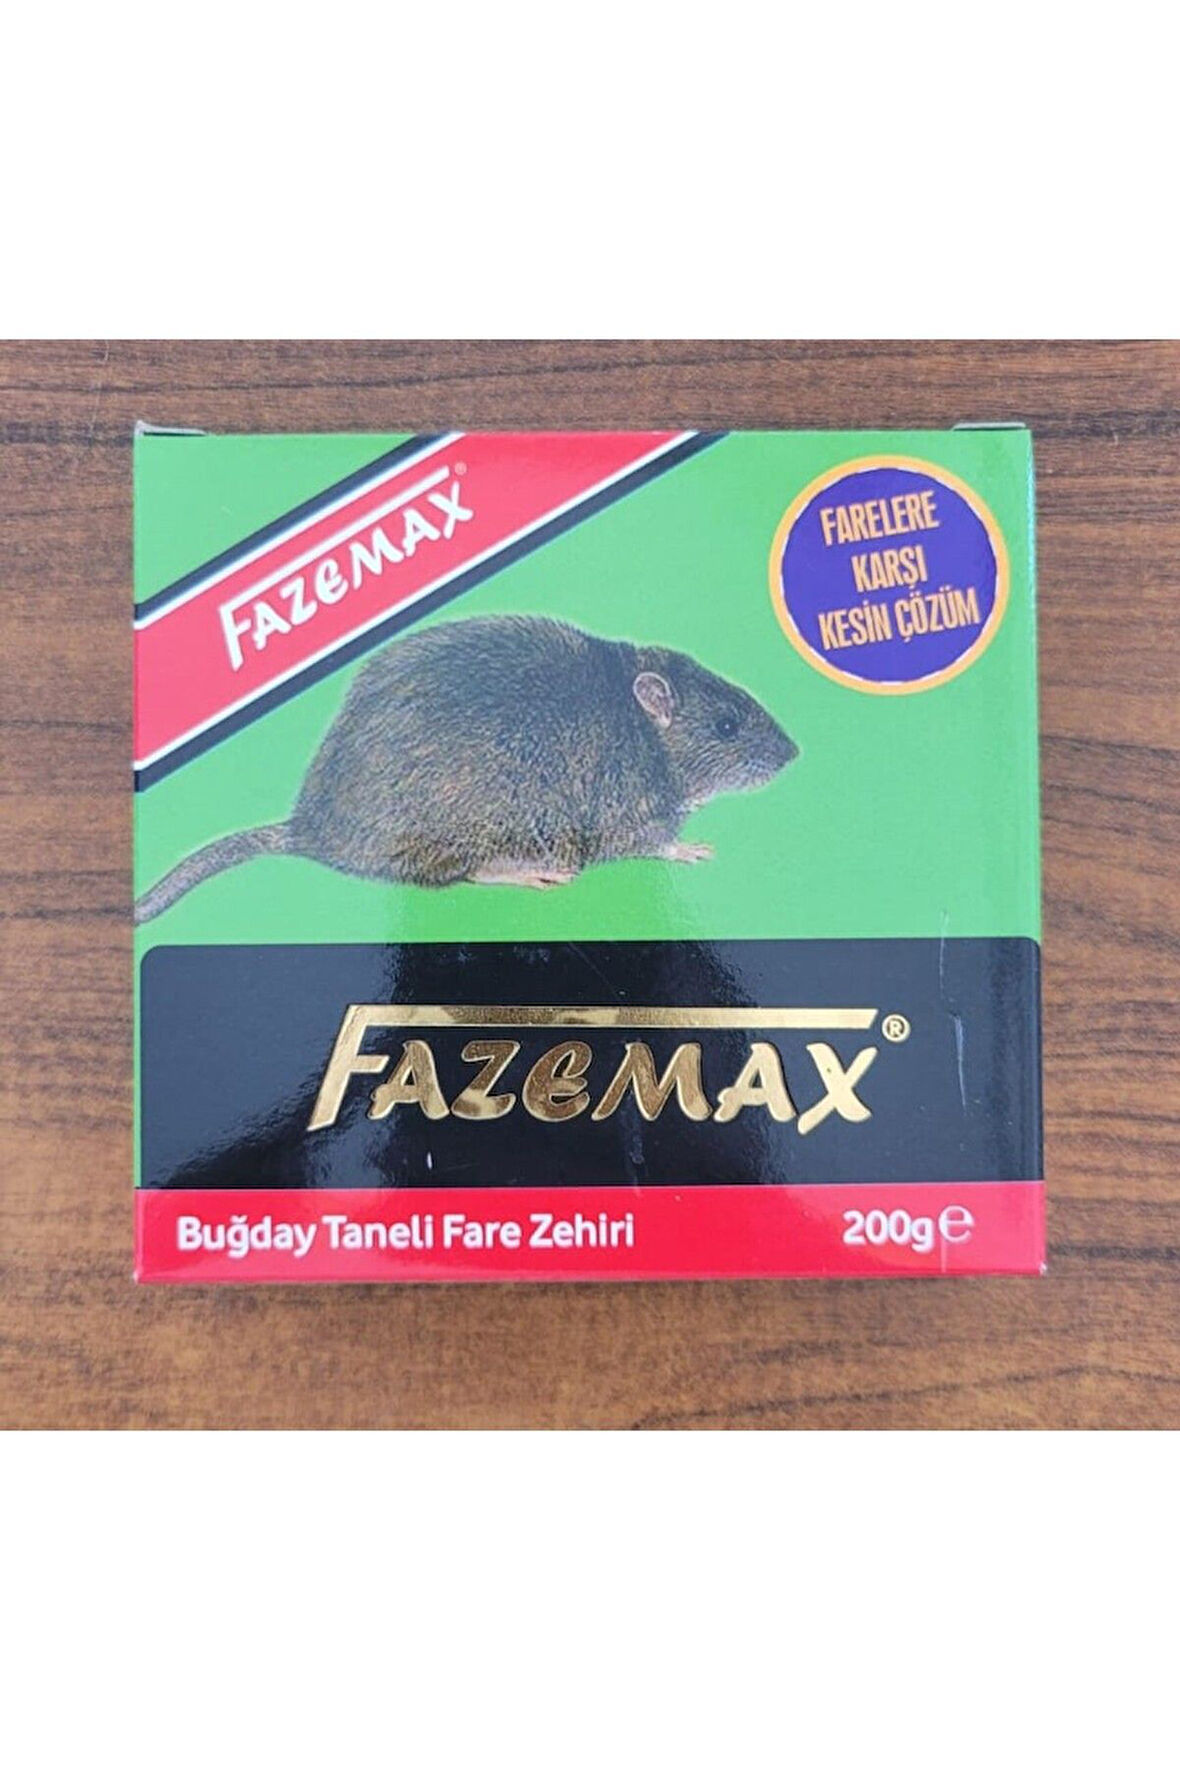 FAZEMAX®
FARELERE
KARŞI
KESİN ÇÖZÜM
FAZEMAX®
Buğday Taneli Fare Zehiri 200g ℮